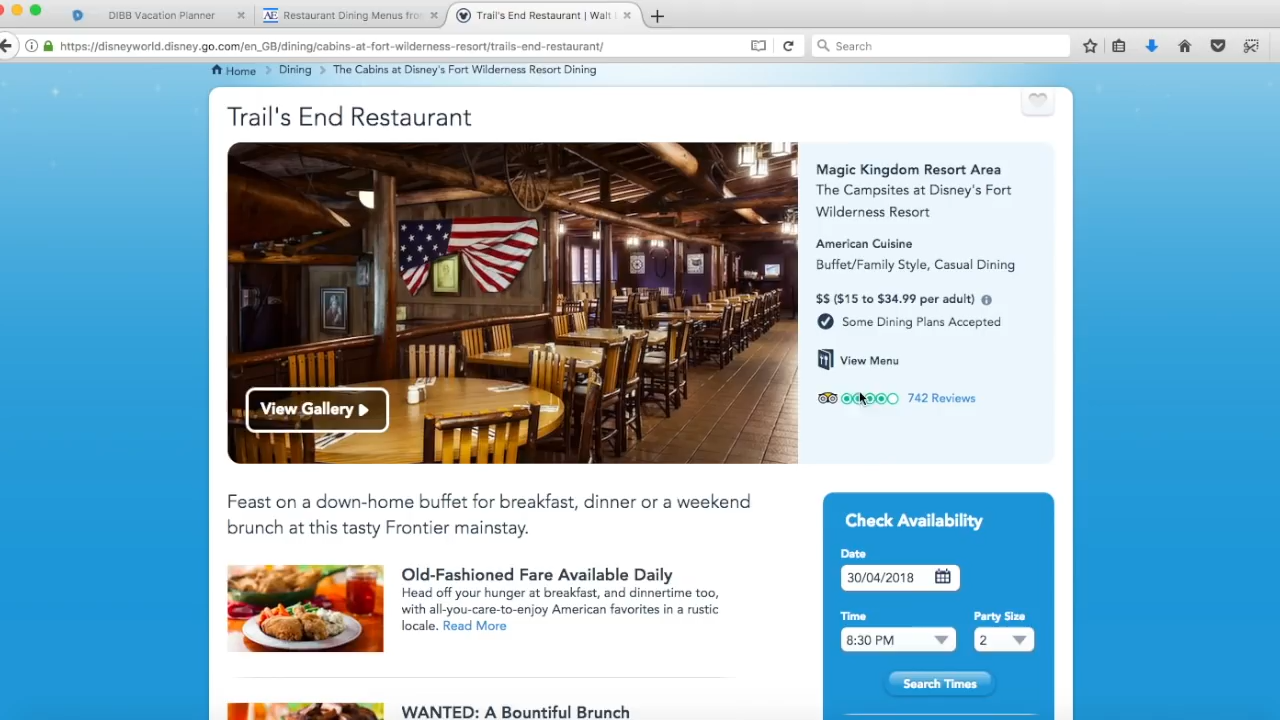 DIBB Vacation Planner
Restaurant Dining Menus fro
Trail's End Restaurant | Walt
https://disneyworld.disney.go.com/en_GB/dining/cabins-at-fort-wilderness-resort/trails-end-restaurant/
Search
Home
Dining
The Cabins at Disney's Fort Wilderness Resort Dining
Trail's End Restaurant
Magic Kingdom Resort Area
The Campsites at Disney's Fort
Wilderness Resort
American Cuisine
Buffet/Family Style, Casual Dining
$$ ($15 to $34.99 per adult)
Some Dining Plans Accepted
View Menu
742 Reviews
View Gallery
Feast on a down-home buffet for breakfast, dinner or a weekend
brunch at this tasty Frontier mainstay.
Old-Fashioned Fare Available Daily
Head off your hunger at breakfast, and dinnertime too,
with all-you-care-to-enjoy American favorites in a rustic
locale. Read More
WANTED: A Bountiful Brunch
Check Availability
Date
30/04/2018
Time
Party Size
8:30 PM
2
Search Times